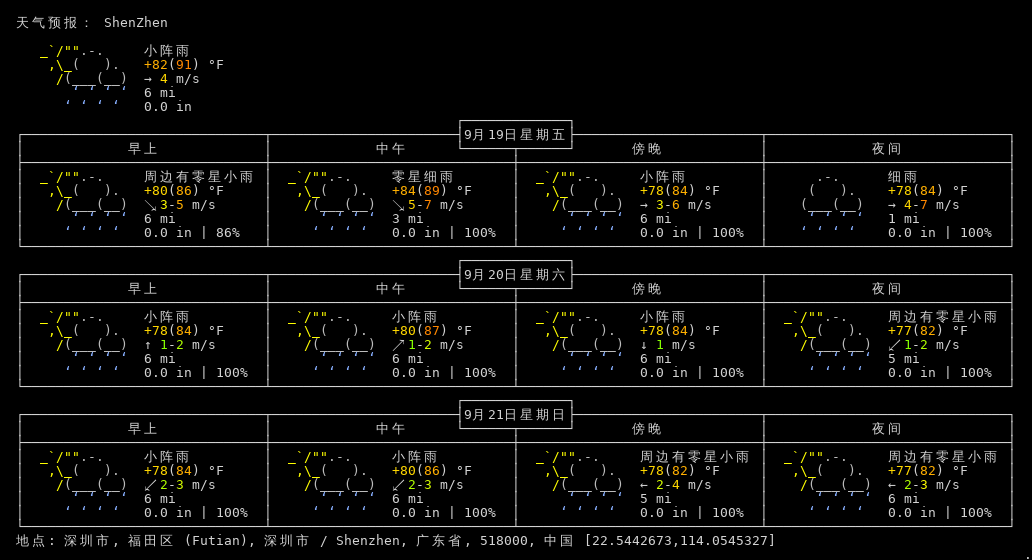 天气预报： ShenZhen
小阵雨
+82(91) °F
→ 4 m/s
6 mi
0.0 in
9月19日星期五
早上 中午 傍晚 夜间
周边有零星小雨 零星细雨 小阵雨 细雨
+80(86) °F +84(89) °F +78(84) °F +78(84) °F
↘ 3-5 m/s ↘ 5-7 m/s → 3-6 m/s → 4-7 m/s
6 mi 3 mi 6 mi 1 mi
0.0 in | 86% 0.0 in | 100% 0.0 in | 100% 0.0 in | 100%
9月20日星期六
早上 中午 傍晚 夜间
小阵雨 小阵雨 小阵雨 周边有零星小雨
+78(84) °F +80(87) °F +78(84) °F +77(82) °F
↑ 1-2 m/s ↗ 1-2 m/s ↓ 1 m/s ↙ 1-2 m/s
6 mi 6 mi 6 mi 5 mi
0.0 in | 100% 0.0 in | 100% 0.0 in | 100% 0.0 in | 100%
9月21日星期日
早上 中午 傍晚 夜间
小阵雨 小阵雨 周边有零星小雨 周边有零星小雨
+78(84) °F +80(86) °F +78(82) °F +77(82) °F
↙ 2-3 m/s ↙ 2-3 m/s ← 2-4 m/s ← 2-3 m/s
6 mi 6 mi 5 mi 6 mi
0.0 in | 100% 0.0 in | 100% 0.0 in | 100% 0.0 in | 100%
地点: 深圳市, 福田区 (Futian), 深圳市 / Shenzhen, 广东省, 518000, 中国 [22.5442673,114.0545327]